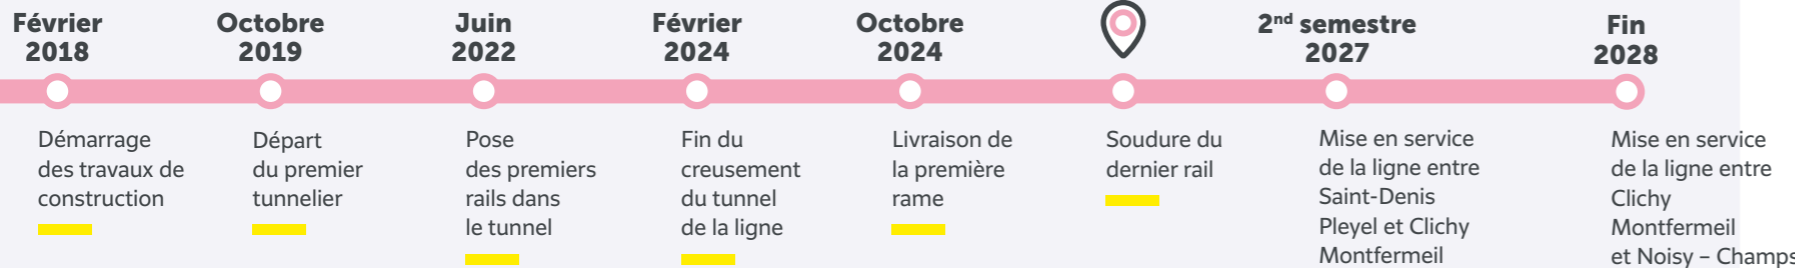 Février
2018
Octobre
2019
Juin
2022
Février
2024
Octobre
2024
2nd semestre
2027
Fin
2028
Démarrage
des travaux de
construction
Départ
du premier
tunnelier
Pose
des premiers
rails dans
le tunnel
Fin du
creusement
du tunnel
de la ligne
Livraison de
la première
rame
Soudure du
dernier rail
Mise en service
de la ligne entre
Saint-Denis
Pleyel et Clichy
Montfermeil
Mise en service
de la ligne entre
Clichy
Montfermeil
et Noisy – Champs